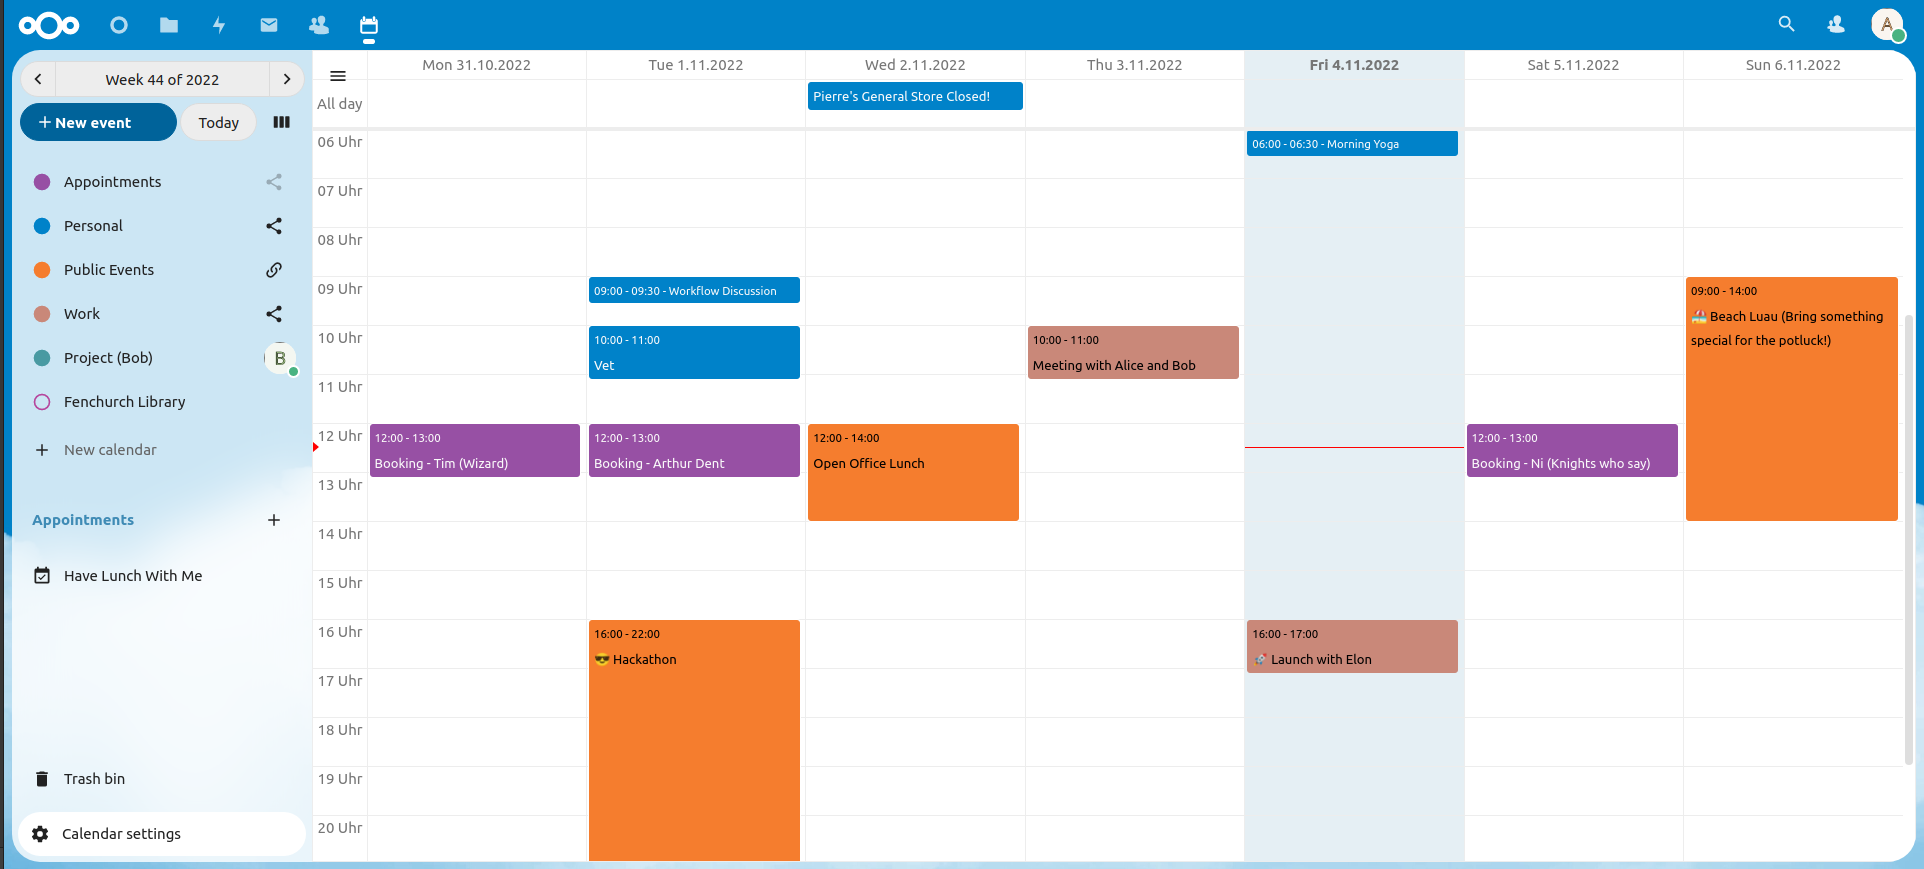 A
Week 44 of 2022
+ New event
Today
Appointments
Personal
Public Events
Work
Project (Bob)
B
Fenchurch Library
+ New calendar
Appointments
+
Have Lunch With Me
Trash bin
Calendar settings
Mon 31.10.2022
Tue 1.11.2022
Wed 2.11.2022
Thu 3.11.2022
Fri 4.11.2022
Sat 5.11.2022
Sun 6.11.2022
All day
Pierre's General Store Closed!
06 Uhr
06:00 - 06:30 - Morning Yoga
07 Uhr
08 Uhr
09 Uhr
09:00 - 09:30 - Workflow Discussion
09:00 - 14:00
🏖️ Beach Luau (Bring something
special for the potluck!)
10 Uhr
10:00 - 11:00
Vet
10:00 - 11:00
Meeting with Alice and Bob
11 Uhr
12 Uhr
12:00 - 13:00
Booking - Tim (Wizard)
12:00 - 13:00
Booking - Arthur Dent
12:00 - 14:00
Open Office Lunch
12:00 - 13:00
Booking - Ni (Knights who say)
13 Uhr
14 Uhr
15 Uhr
16 Uhr
16:00 - 22:00
😎 Hackathon
16:00 - 17:00
🚀 Launch with Elon
17 Uhr
18 Uhr
19 Uhr
20 Uhr